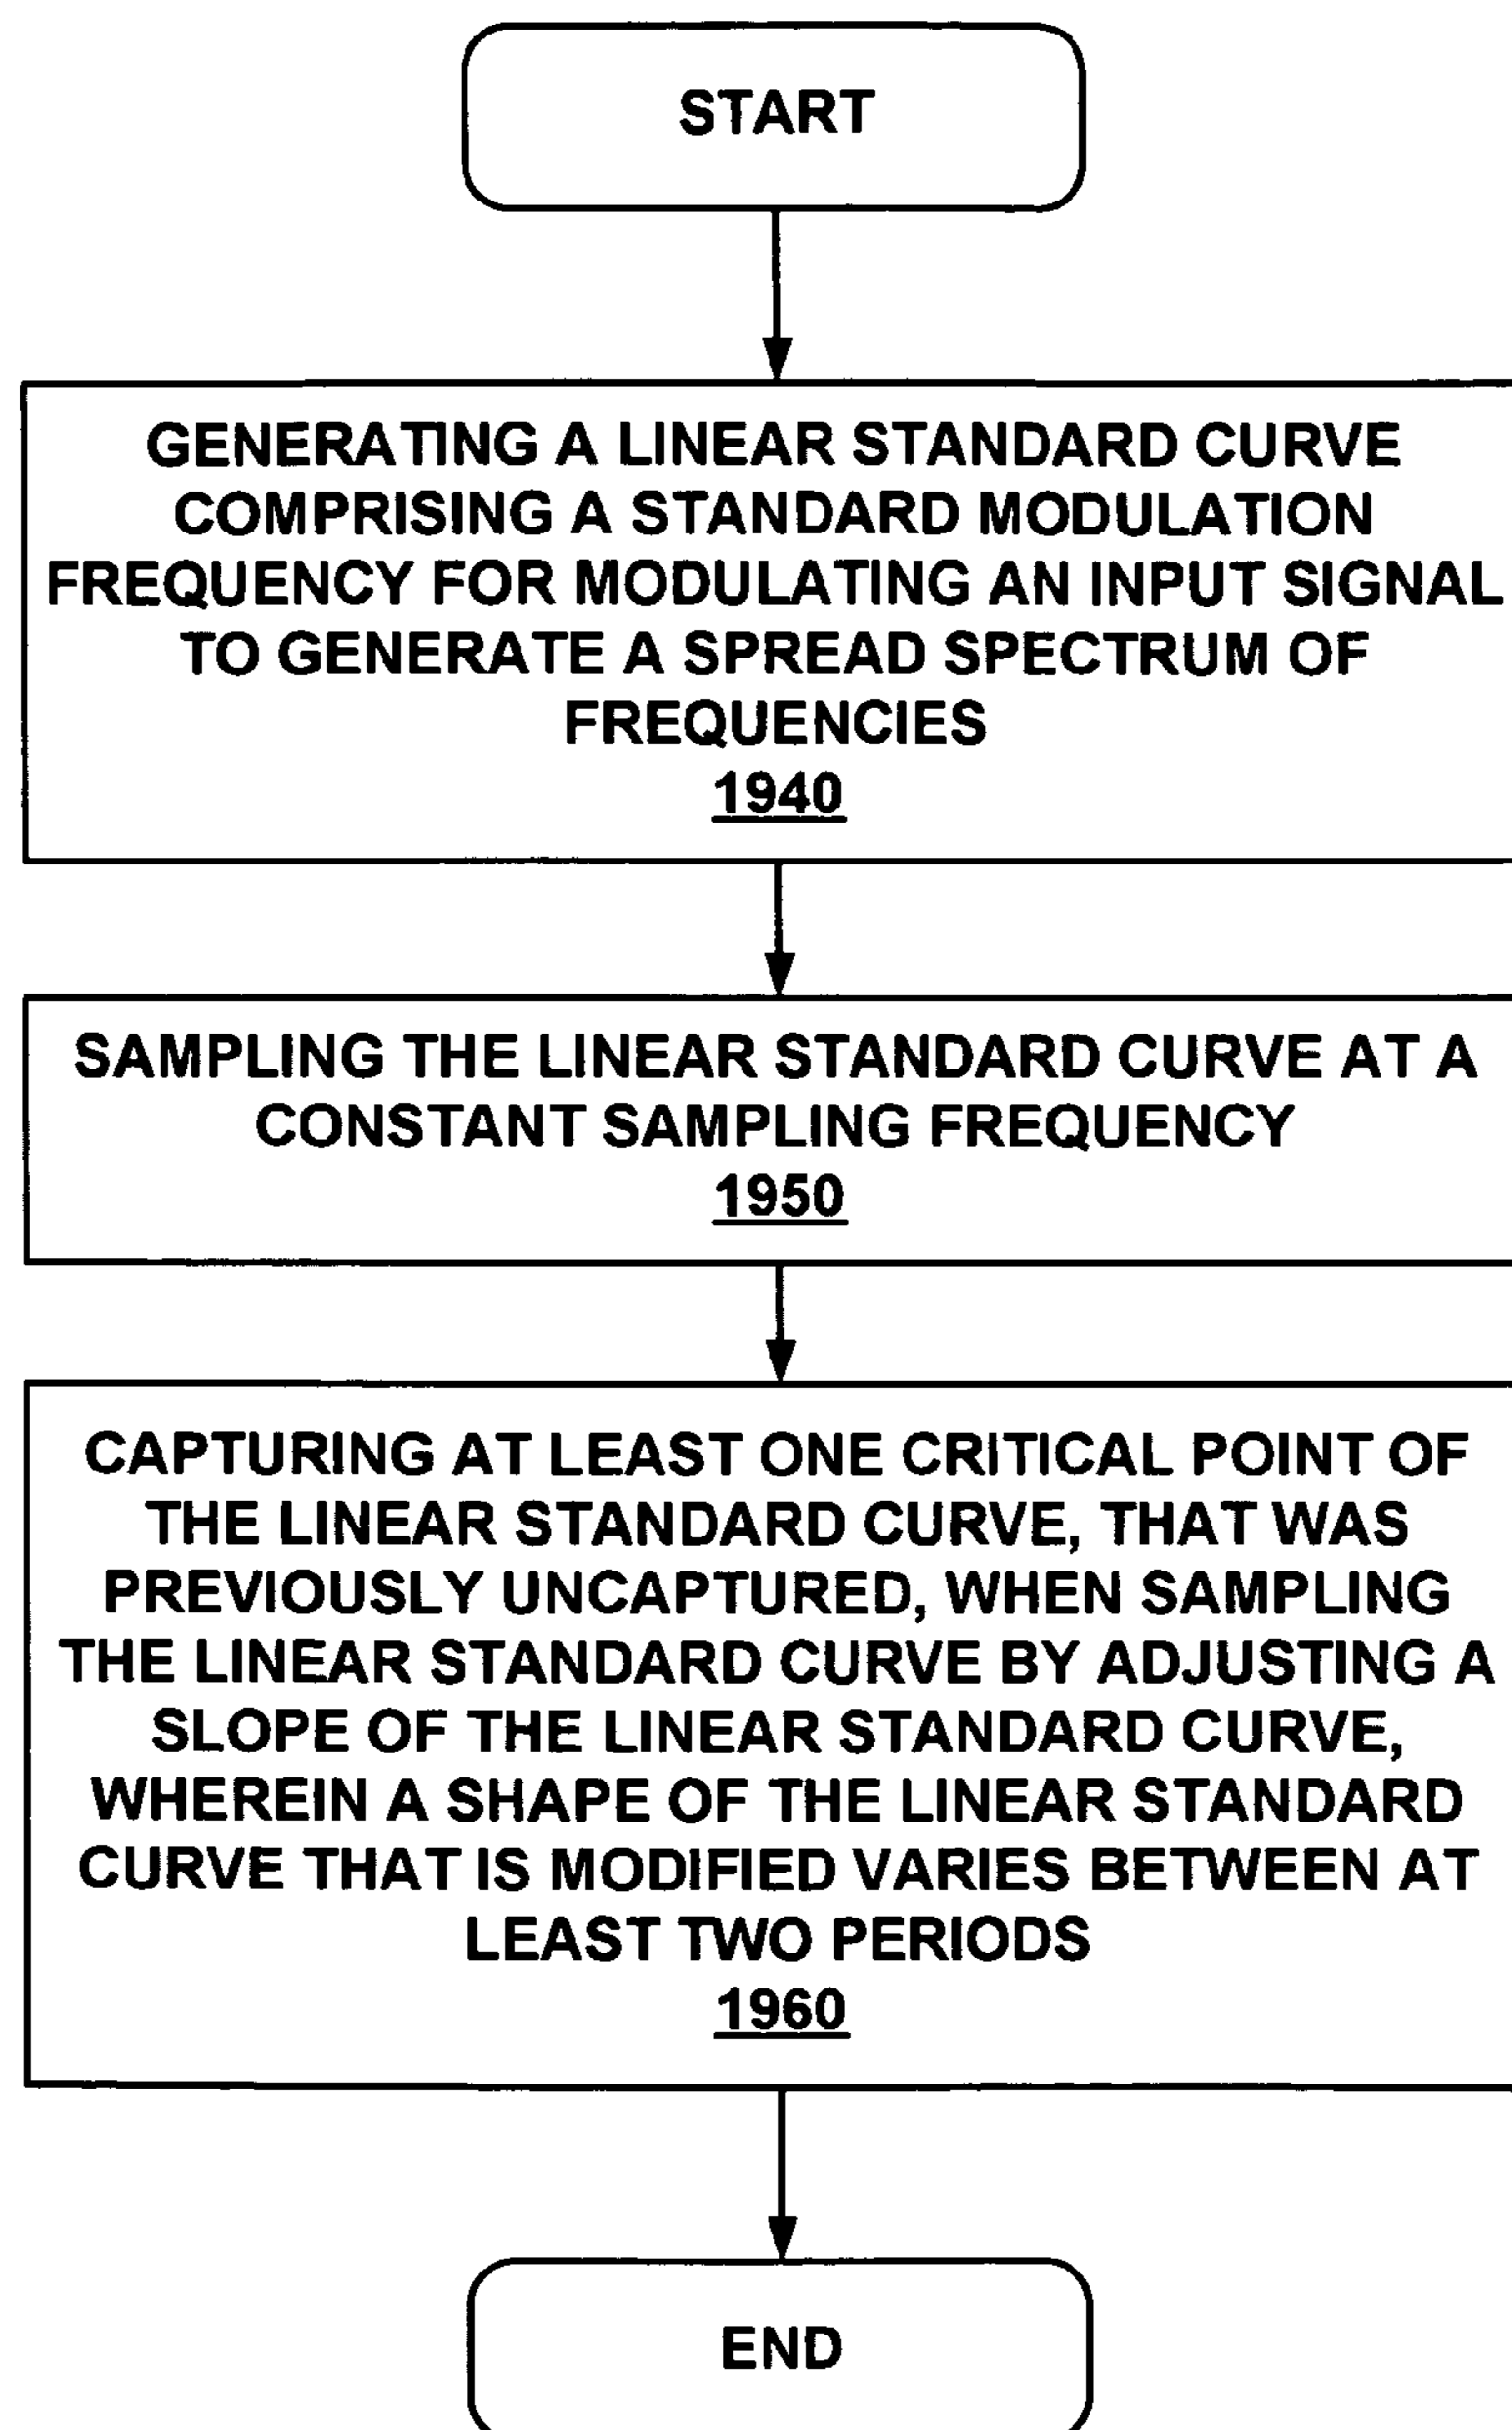 START
GENERATING A LINEAR STANDARD CURVE
COMPRISING A STANDARD MODULATION
FREQUENCY FOR MODULATING AN INPUT SIGNAL
TO GENERATE A SPREAD SPECTRUM OF
FREQUENCIES
1940
SAMPLING THE LINEAR STANDARD CURVE AT A
CONSTANT SAMPLING FREQUENCY
1950
CAPTURING AT LEAST ONE CRITICAL POINT OF
THE LINEAR STANDARD CURVE, THAT WAS
PREVIOUSLY UNCAPTURED, WHEN SAMPLING
THE LINEAR STANDARD CURVE BY ADJUSTING A
SLOPE OF THE LINEAR STANDARD CURVE,
WHEREIN A SHAPE OF THE LINEAR STANDARD
CURVE THAT IS MODIFIED VARIES BETWEEN AT
LEAST TWO PERIODS
1960
END